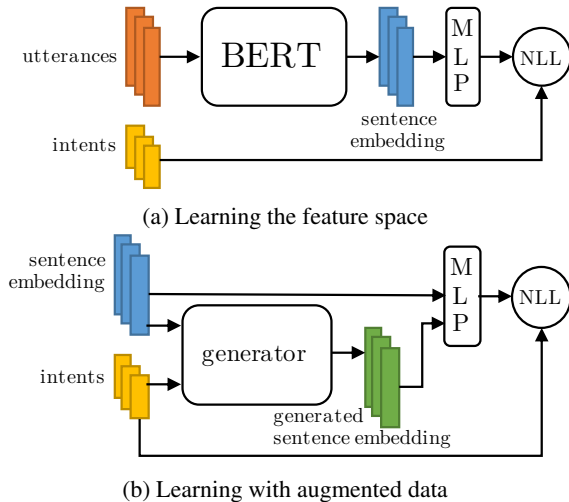 utterances
BERT
M
L
P
NLL
sentence
embedding
intents
(a) Learning the feature space
sentence
embedding
M
L
P
NLL
generator
intents
generated
sentence embedding
(b) Learning with augmented data